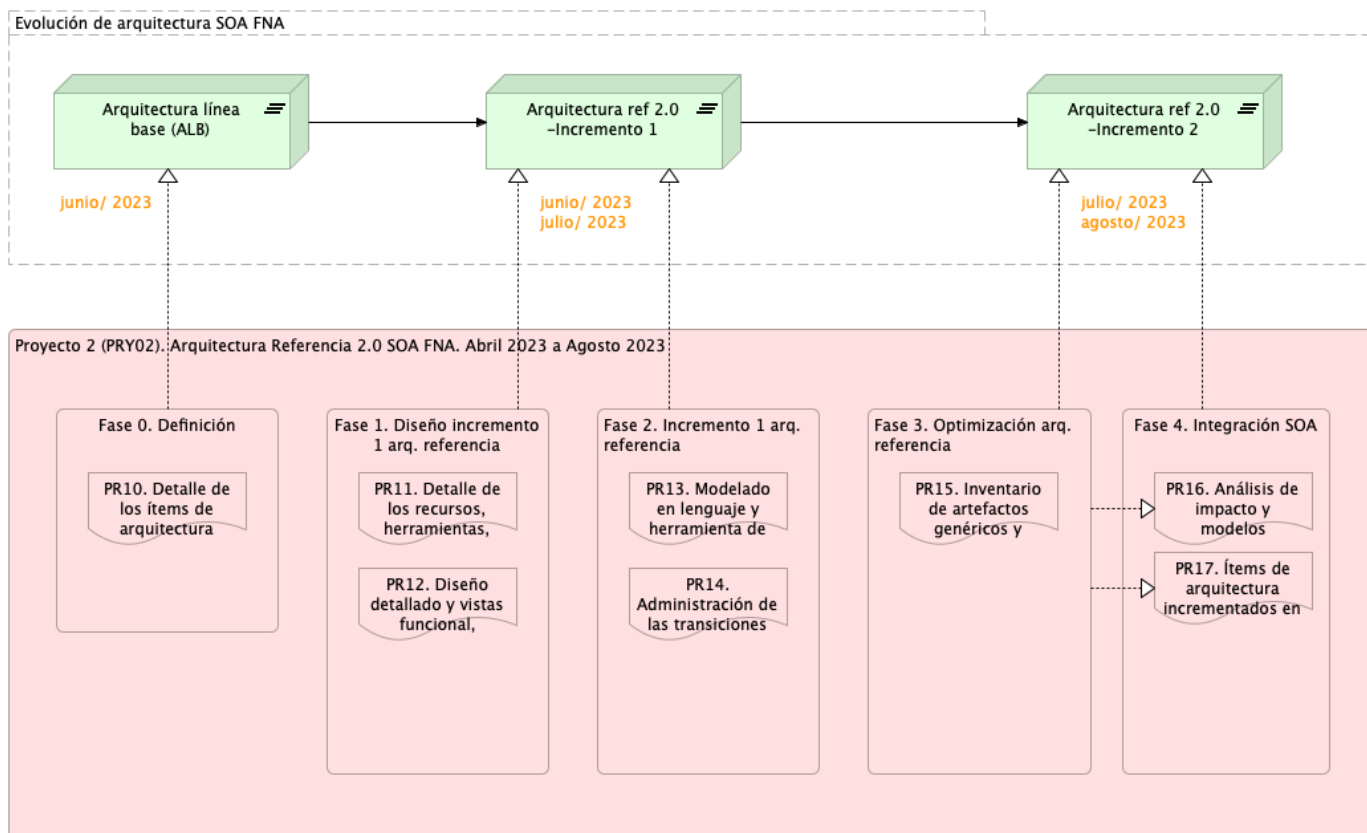 Evolución de arquitectura SOA FNA
Arquitectura línea
base (ALB)
Arquitectura ref 2.0
-Incremento 1
Arquitectura ref 2.0
-Incremento 2
junio/ 2023
junio/ 2023
julio/ 2023
julio/ 2023
agosto/ 2023
Proyecto 2 (PRY02). Arquitectura Referencia 2.0 SOA FNA. Abril 2023 a Agosto 2023
Fase 0. Definición
PR10. Detalle de
los ítems de
arquitectura
Fase 1. Diseño incremento
1 arq. referencia
PR11. Detalle de
los recursos,
herramientas,
PR12. Diseño
detallado y vistas
funcional,
Fase 2. Incremento 1 arq.
referencia
PR13. Modelado
en lenguaje y
herramienta de
PR14.
Administración de
las transiciones
Fase 3. Optimización arq.
referencia
PR15. Inventario
de artefactos
genéricos y
Fase 4. Integración SOA
PR16. Análisis de
impacto y
modelos
PR17. Ítems de
arquitectura
incrementados en